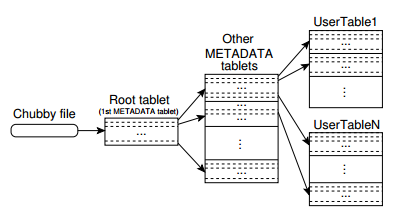 Chubby file
Root tablet
(1st METADATA tablet)
...
Other
METADATA
tablets
...
...
⋮
...
UserTable1
...
...
⋮
UserTableN
...
⋮
...